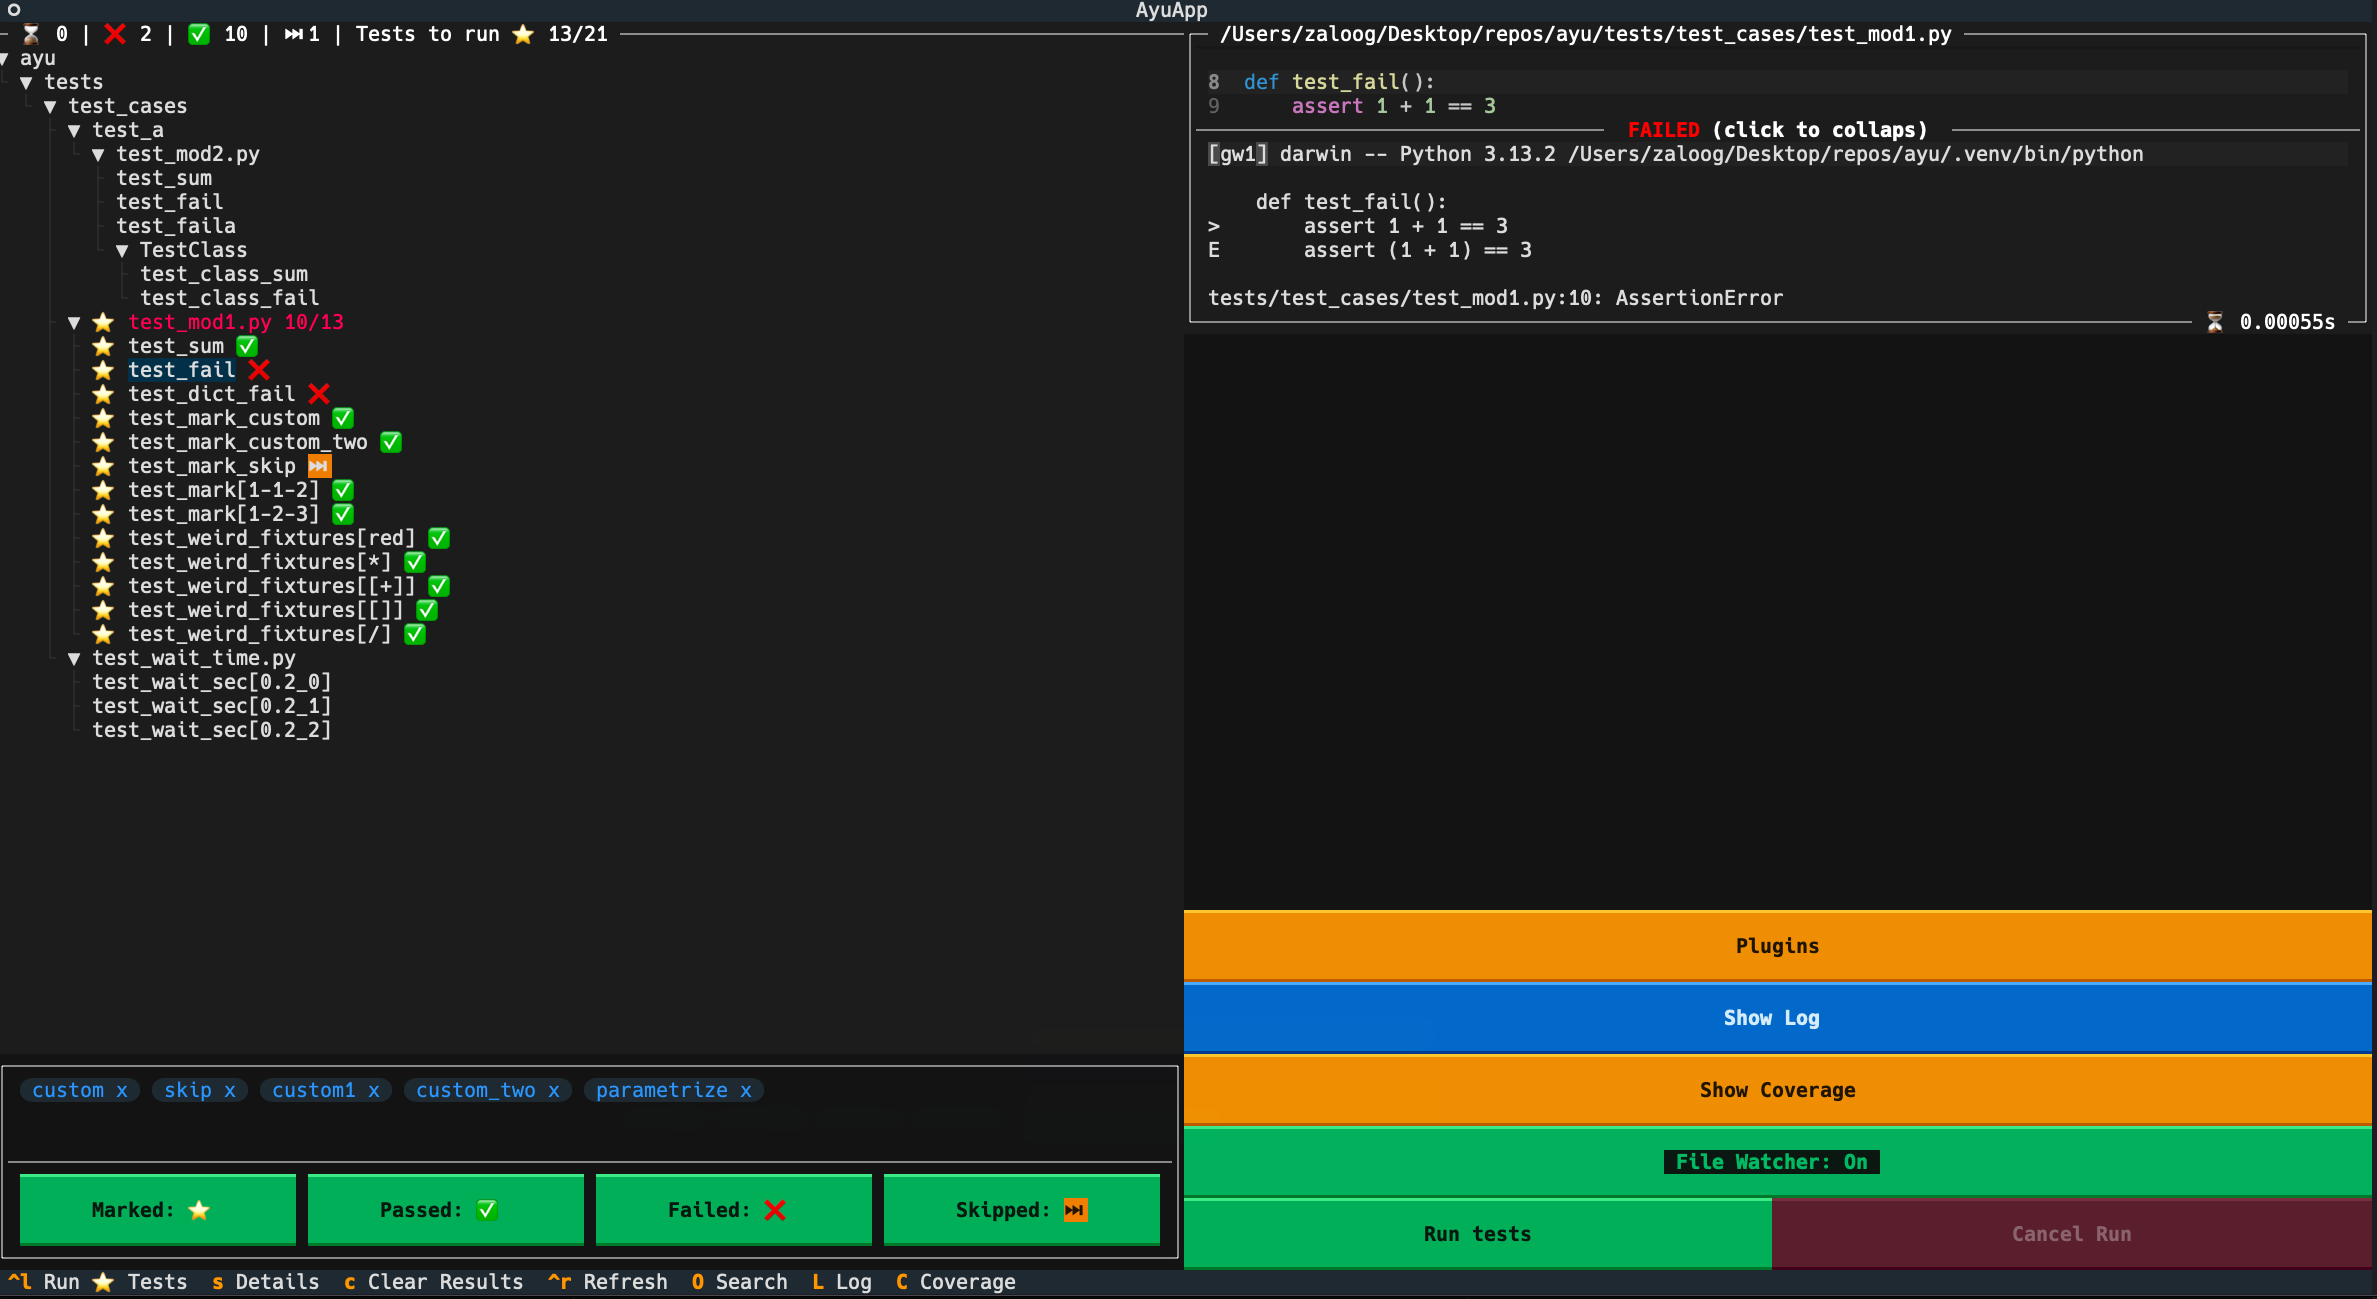 AyuApp
⌛ 0 | ❌ 2 | ✅ 10 | ⏭1 | Tests to run ⭐ 13/21
▼ ayu
▼ tests
▼ test_cases
▼ test_a
▼ test_mod2.py
test_sum
test_fail
test_faila
▼ TestClass
test_class_sum
test_class_fail
▼ ⭐ test_mod1.py 10/13
⭐ test_sum ✅
⭐ test_fail ❌
⭐ test_dict_fail ❌
⭐ test_mark_custom ✅
⭐ test_mark_custom_two ✅
⭐ test_mark_skip ⏭
⭐ test_mark[1-1-2] ✅
⭐ test_mark[1-2-3] ✅
⭐ test_weird_fixtures[red] ✅
⭐ test_weird_fixtures[*] ✅
⭐ test_weird_fixtures[[+]] ✅
⭐ test_weird_fixtures[[]] ✅
⭐ test_weird_fixtures[/] ✅
▼ test_wait_time.py
test_wait_sec[0.2_0]
test_wait_sec[0.2_1]
test_wait_sec[0.2_2]
custom x skip x custom1 x custom_two x parametrize x
Marked: ⭐ Passed: ✅ Failed: ❌ Skipped: ⏭
/Users/zaloog/Desktop/repos/ayu/tests/test_cases/test_mod1.py
8 def test_fail():
9 assert 1 + 1 == 3
FAILED (click to collaps)
[gw1] darwin -- Python 3.13.2 /Users/zaloog/Desktop/repos/ayu/.venv/bin/python
def test_fail():
> assert 1 + 1 == 3
E assert (1 + 1) == 3
tests/test_cases/test_mod1.py:10: AssertionError
⌛ 0.00055s
Plugins
Show Log
Show Coverage
File Watcher: On
Run tests Cancel Run
^l Run ⭐ Tests s Details c Clear Results ^r Refresh O Search L Log C Coverage